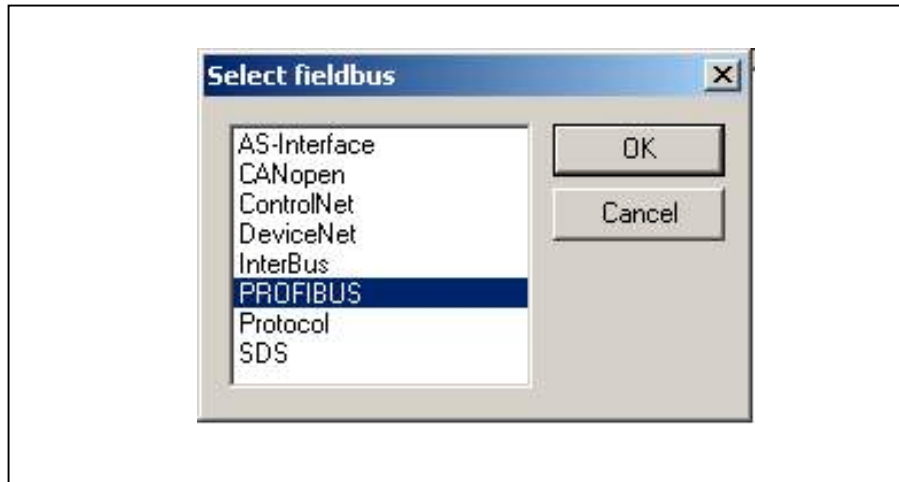 Select fieldbus
AS-Interface
CANopen
ControlNet
DeviceNet
InterBus
PROFIBUS
Protocol
SDS
OK
Cancel